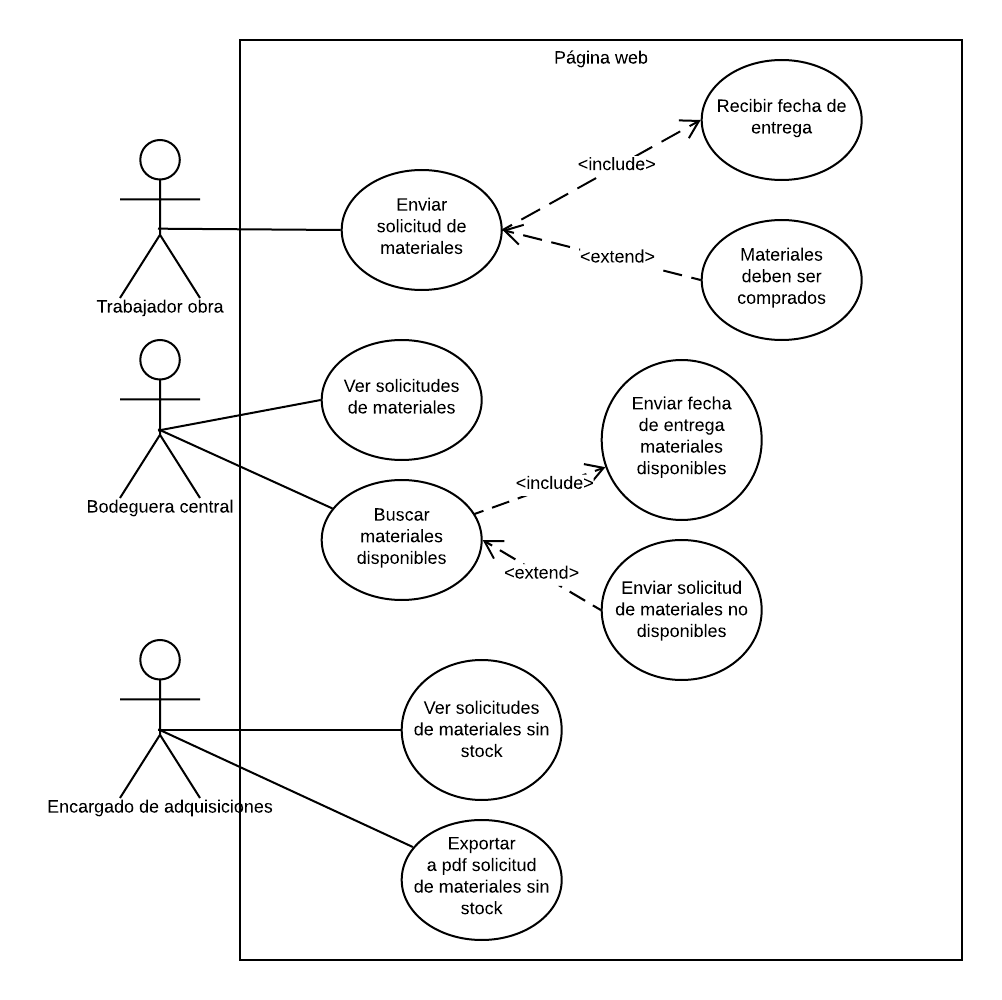 Página web
Recibir fecha de
entrega
<include>
Enviar
solicitud de
materiales
<extend>
Materiales
deben ser
comprados
Trabajador obra
Ver solicitudes
de materiales
Enviar fecha
de entrega
materiales
disponibles
<include>
Bodeguera central
Buscar
materiales
disponibles
<extend>
Enviar solicitud
de materiales no
disponibles
Ver solicitudes
de materiales sin
stock
Encargado de adquisiciones
Exportar
a pdf solicitud
de materiales sin
stock